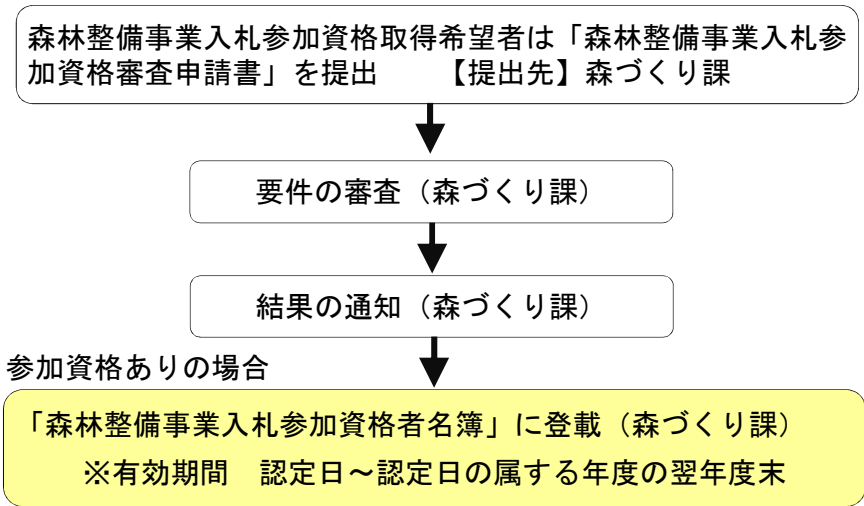 森林整備事業入札参加資格取得希望者は「森林整備事業入札参
加資格審査申請書」を提出　　【提出先】森づくり課
要件の審査（森づくり課）
結果の通知（森づくり課）
参加資格ありの場合
「森林整備事業入札参加資格者名簿」に登載（森づくり課）
※有効期間　認定日～認定日の属する年度の翌年度末